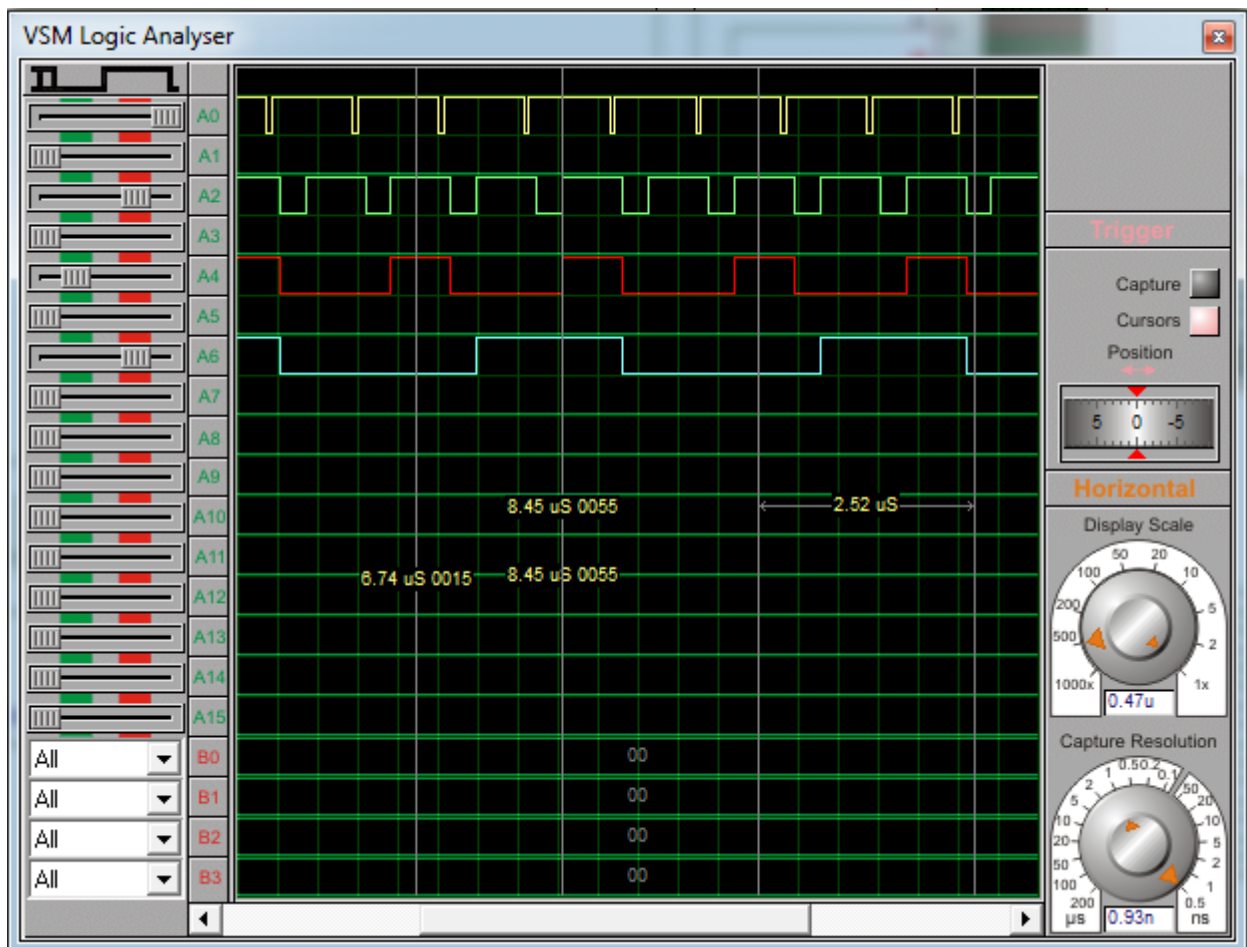 VSM Logic Analyser
A0
A1
A2
A3
A4
A5
A6
A7
A8
A9
A10
A11
A12
A13
A14
A15
All B0 00
All B1 00
All B2 00
All B3 00
8.45 uS 0055
2.52 uS
6.74 uS 0015
8.45 uS 0055
Trigger
Capture
Cursors
Position
5 0 -5
Horizontal
Display Scale
50 20
100 10
200 5
500 2
1000x 1x
0.47u
Capture Resolution
0.5 0.2
1 0.1
2 50
5 20
10 10
20 5
50 2
100 1
200 0.5
µs ns
0.93n